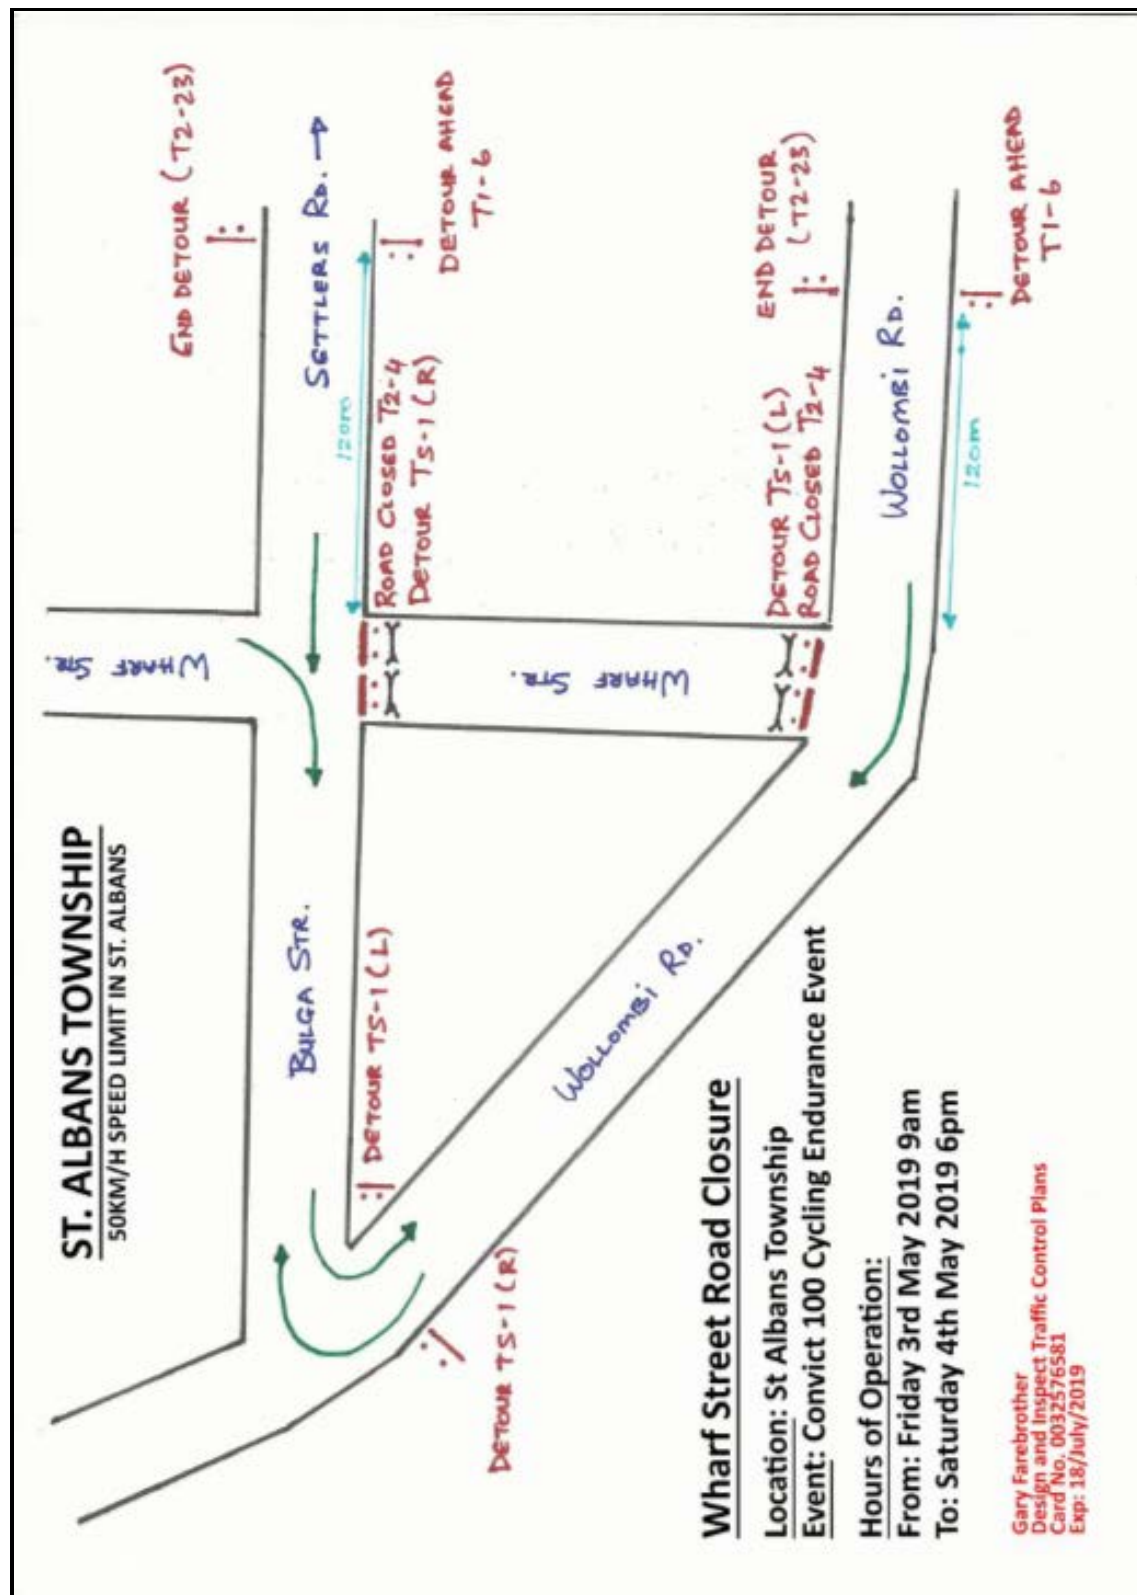 ST. ALBANS TOWNSHIP
50KM/H SPEED LIMIT IN ST. ALBANS
WHARF
STR.
END DETOUR (T2-23)
SETTLERS RD. →
BULGA STR.
120m
DETOUR AHEAD
T1-6
ROAD CLOSED T2-4
DETOUR T5-1 (R)
DETOUR T5-1 (L)
WHARF
STR.
END DETOUR
(T2-23)
DETOUR T5-1 (L)
ROAD CLOSED T2-4
WOLLOMBI RD.
WOLLOMBI RD.
120m
DETOUR AHEAD
T1-6
DETOUR T5-1 (R)
Wharf Street Road Closure
Location: St Albans Township
Event: Convict 100 Cycling Endurance Event
Hours of Operation:
From: Friday 3rd May 2019 9am
To: Saturday 4th May 2019 6pm
Gary Farebrother
Design and Inspect Traffic Control Plans
Card No. 0032576581
Exp: 18/July/2019